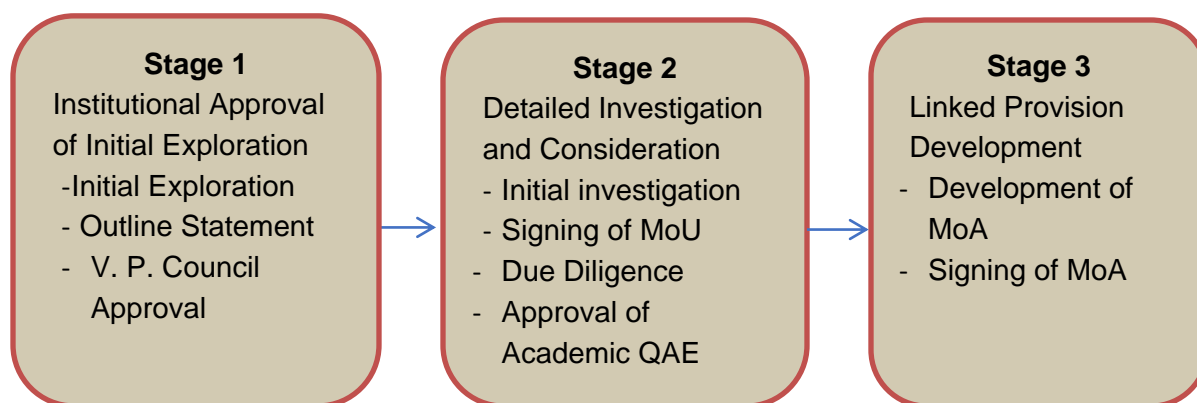 Stage 1
Institutional Approval
of Initial Exploration
-Initial Exploration
- Outline Statement
- V. P. Council
Approval
Stage 2
Detailed Investigation
and Consideration
- Initial investigation
- Signing of MoU
- Due Diligence
- Approval of
Academic QAE
Stage 3
Linked Provision
Development
- Development of
MoA
- Signing of MoA